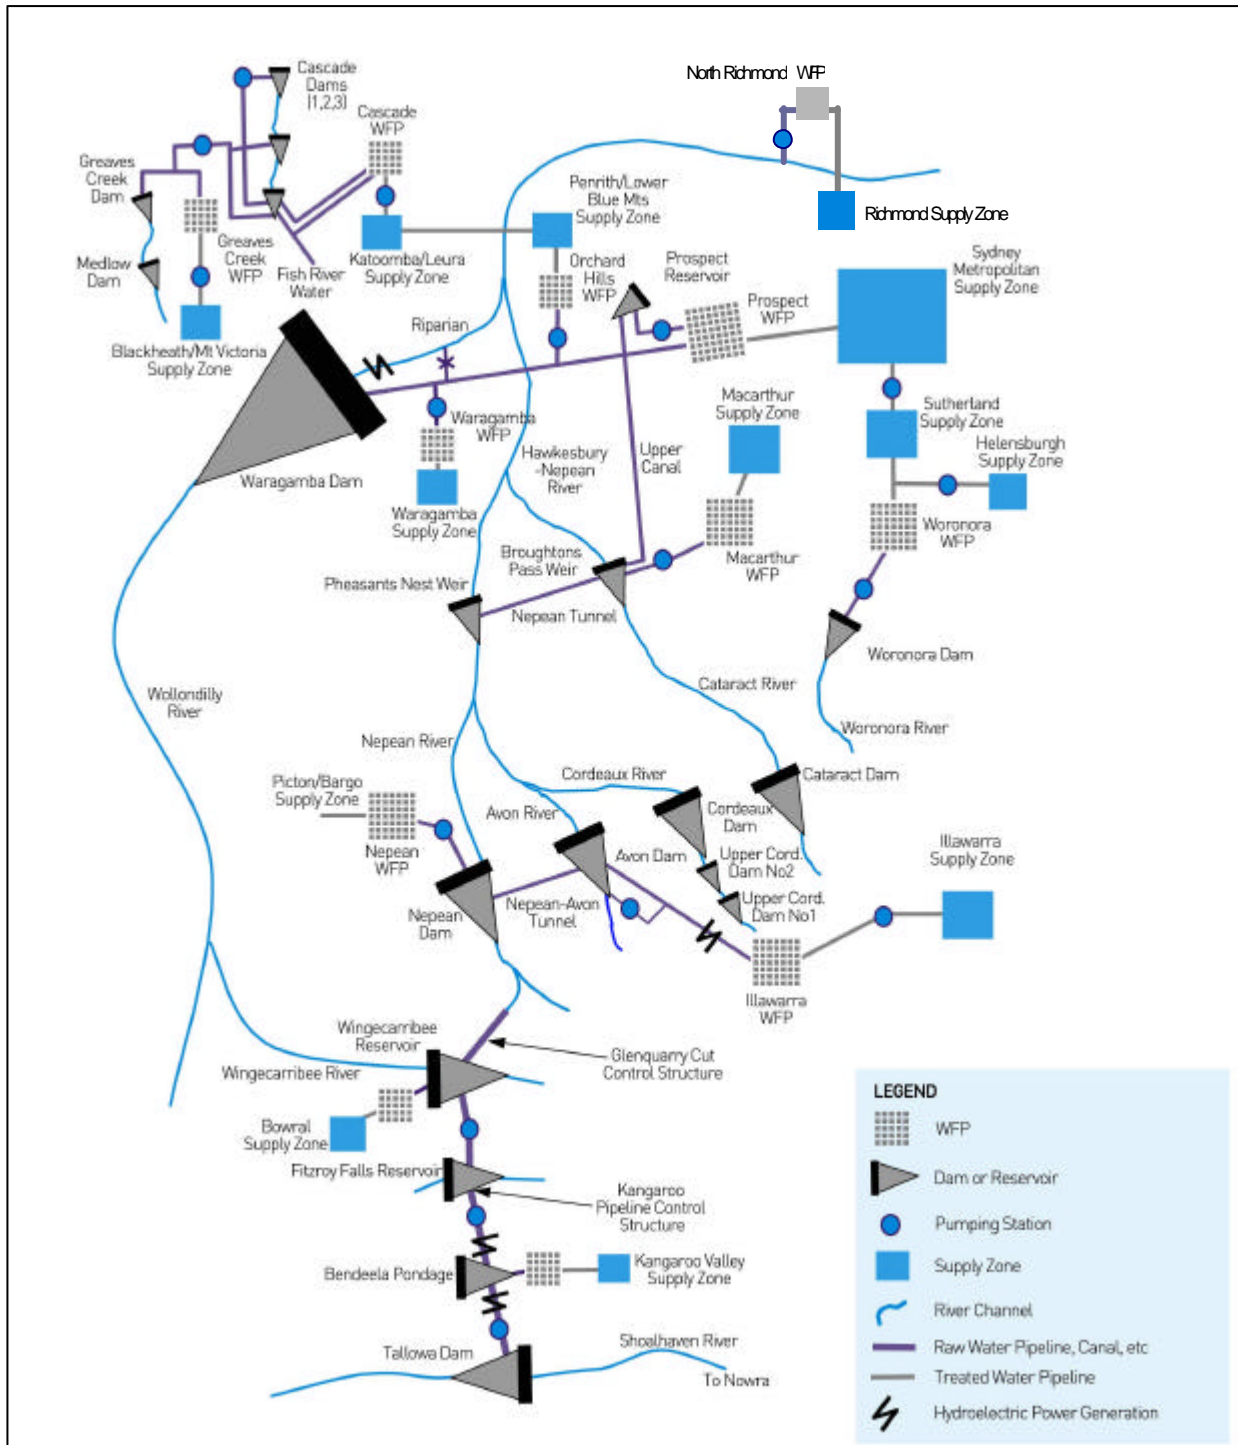 North Richmond WFP
Cascade
Dams
(1,2,3)
Cascade
WFP
Greaves
Creek
Dam
Penrith/Lower
Blue Mts
Supply Zone
Richmond Supply Zone
Greaves
Creek
WFP
Medlow
Dam
Fish River
Water
Katoomba/Leura
Supply Zone
Orchard
Hills
WFP
Prospect
Reservoir
Prospect
WFP
Sydney
Metropolitan
Supply Zone
Riparian
Blackheath/Mt Victoria
Supply Zone
Macarthur
Supply Zone
Sutherland
Supply Zone
Waragamba
WFP
Helensburgh
Supply Zone
Upper
Canal
Hawkesbury
-Nepean
River
Waragamba Dam
Waragamba
Supply Zone
Woronora
WFP
Broughtons
Pass Weir
Macarthur
WFP
Pheasants Nest Weir
Nepean Tunnel
Woronora Dam
Cataract River
Wollondilly
River
Woronora River
Nepean River
Cordeaux River
Cataract Dam
Picton/Bargo
Supply Zone
Avon River
Cordeaux
Dam
Nepean
WFP
Avon Dam
Upper Cord.
Dam No2
Illawarra
Supply Zone
Nepean
Dam
Nepean-Avon
Tunnel
Upper Cord.
Dam No1
Illawarra
WFP
Wingecarribee
Reservoir
Glenquarry Cut
Control Structure
Wingecarribee River
Bowral
Supply Zone
Fitzroy Falls Reservoir
Kangaroo
Pipeline Control
Structure
Bendeela Pondage
Kangaroo Valley
Supply Zone
Tallowa Dam
Shoalhaven River
To Nowra
LEGEND
WFP
Dam or Reservoir
Pumping Station
Supply Zone
River Channel
Raw Water Pipeline, Canal, etc
Treated Water Pipeline
Hydroelectric Power Generation